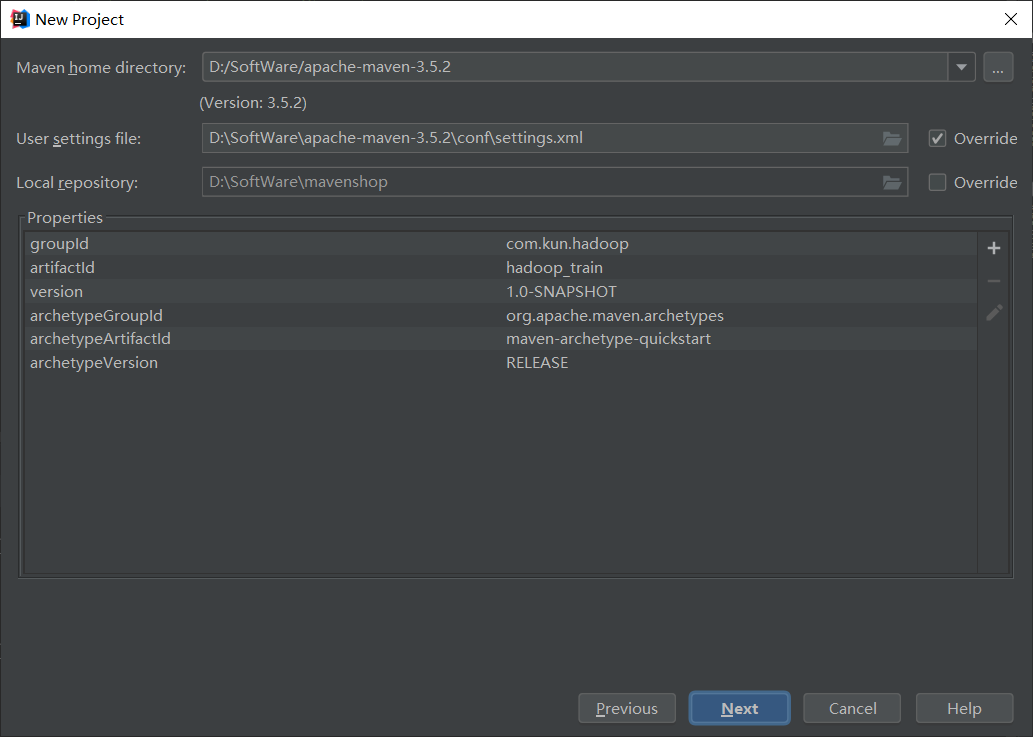 New Project
Maven home directory: D:/SoftWare/apache-maven-3.5.2 ...
(Version: 3.5.2)
User settings file: D:\SoftWare\apache-maven-3.5.2\conf\settings.xml Override
Local repository: D:\SoftWare\mavenshop Override
Properties
groupId com.kun.hadoop
artifactId hadoop_train
version 1.0-SNAPSHOT
archetypeGroupId org.apache.maven.archetypes
archetypeArtifactId maven-archetype-quickstart
archetypeVersion RELEASE
Previous Next Cancel Help